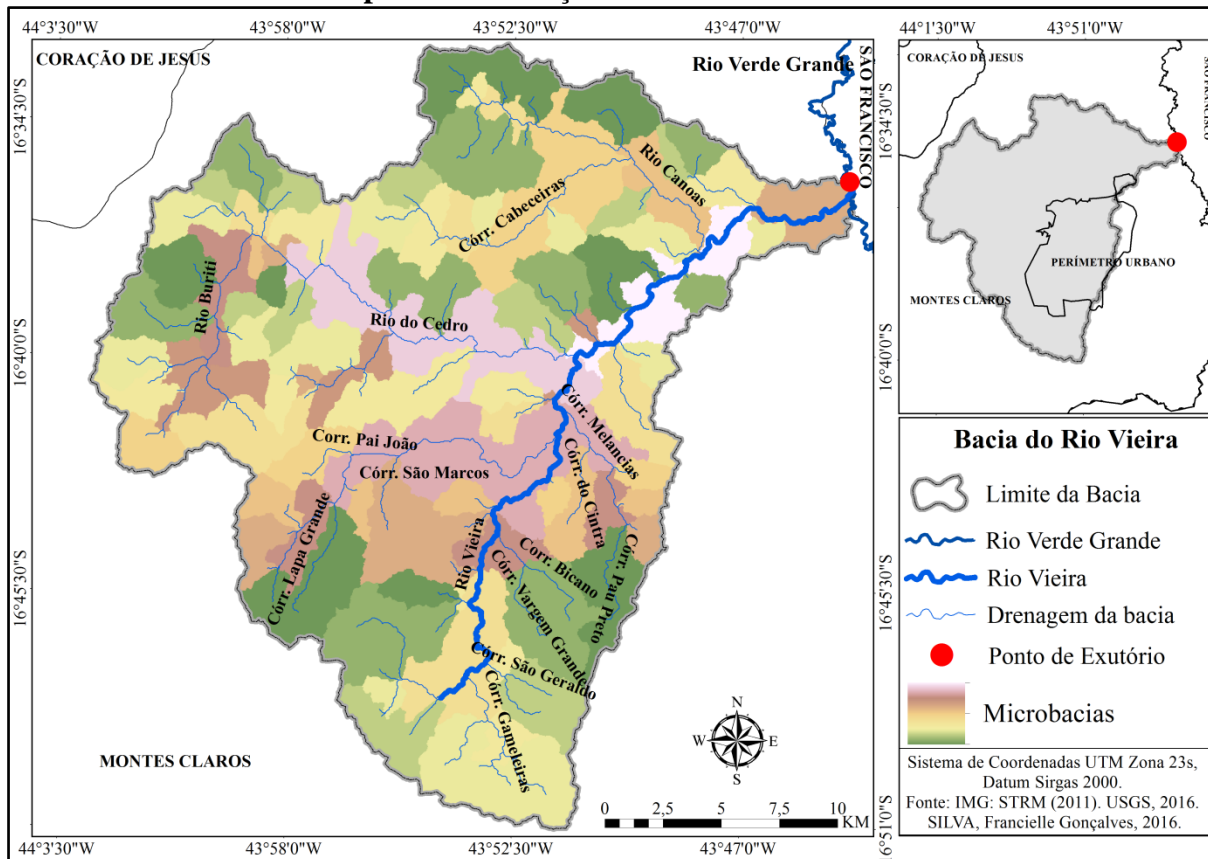 44°3'30"W 43°58'0"W 43°52'30"W 43°47'0"W
CORAÇÃO DE JESUS
Rio Verde Grande
SÃO FRANCISCO
16°34'30"S
16°40'0"S
16°45'30"S
Rio Canoas
Córr. Cabeceiras
Rio Buriti
Rio do Cedro
Córr. Melancias
Corr. Pai João
Córr. São Marcos
Córr. do Cintra
Córr. Lapa Grande
Rio Vieira
Corr. Bicano
Córr. Vargem Grande
Córr. Pau Preto
Córr. São Geraldo
Córr. Gameleiras
MONTES CLAROS
N
W E
S
0 2,5 5 7,5 10
KM
16°34'30"S
16°40'0"S
16°45'30"S
16°51'0"S
44°3'30"W 43°58'0"W 43°52'30"W 43°47'0"W
44°1'30"W 43°51'0"W
CORAÇÃO DE JESUS
SÃO FRANCISCO
PERÍMETRO URBANO
MONTES CLAROS
44°1'30"W 43°51'0"W
Bacia do Rio Vieira
Limite da Bacia
Rio Verde Grande
Rio Vieira
Drenagem da bacia
Ponto de Exutório
Microbacias
Sistema de Coordenadas UTM Zona 23s,
Datum Sirgas 2000.
Fonte: IMG: STRM (2011). USGS, 2016.
SILVA, Francielle Gonçalves, 2016.